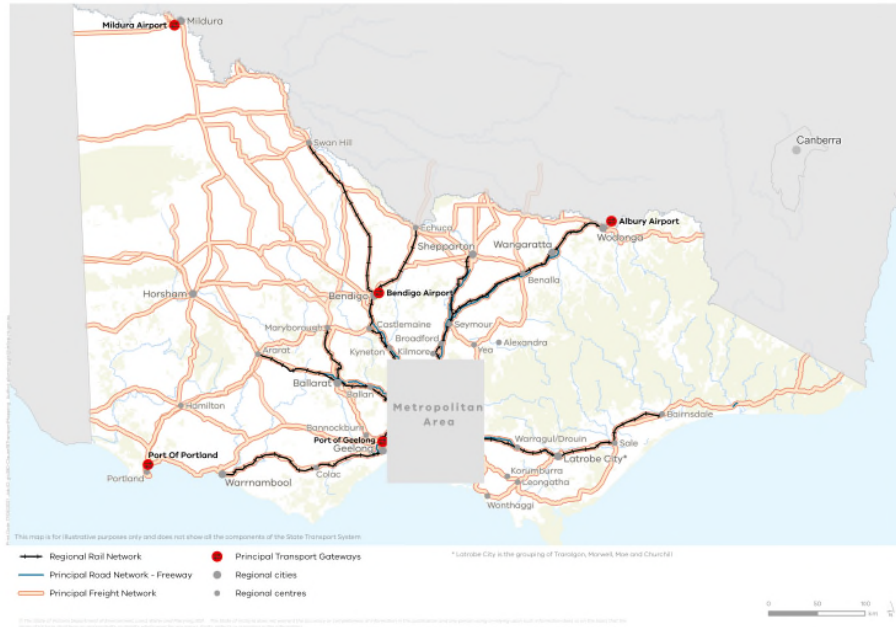 Mildura
Mildura Airport
Swan Hill
Canberra
Echuca
Albury Airport
Wodonga
Shepparton
Wangaratta
Benalla
Horsham
Bendigo
Bendigo Airport
Maryborough
Castlemaine
Seymour
Broadford
Kyneton
Kilmore
Yea
Alexandra
Ararat
Ballarat
Ballan
Metropolitan
Area
Hamilton
Bannockburn
Bairnsdale
Port of Geelong
Geelong
Warragul/Drouin
Sale
Latrobe City*
Port Of Portland
Portland
Warrnambool
Colac
Korumburra
Leongatha
Wonthaggi
This map is for illustrative purposes only and does not show all the components of the State Transport System.
Regional Rail Network
Principal Transport Gateways
* Latrobe City is the grouping of Traralgon, Morwell, Moe and Churchill
Principal Road Network - Freeway
Regional cities
Principal Freight Network
Regional centres
0 50 100
km